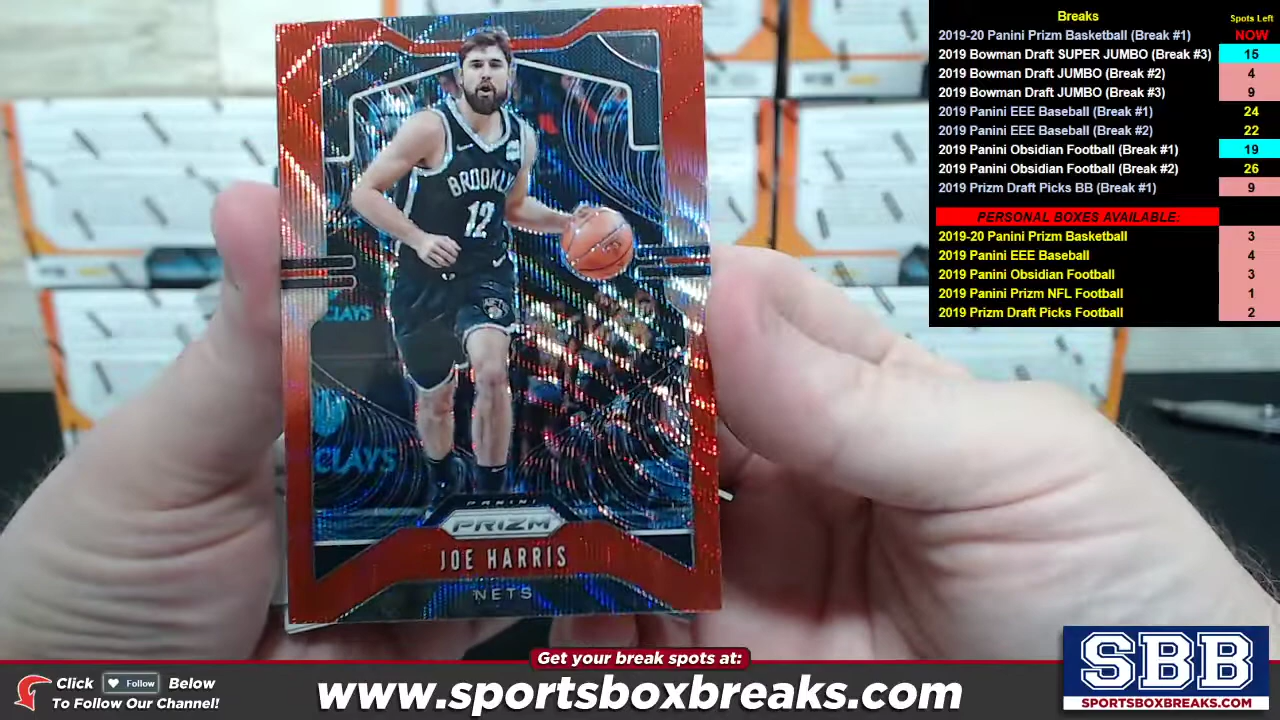 Breaks Spots Left
2019-20 Panini Prizm Basketball (Break #1) NOW
2019 Bowman Draft SUPER JUMBO (Break #3) 15
2019 Bowman Draft JUMBO (Break #2) 4
2019 Bowman Draft JUMBO (Break #3) 9
2019 Panini EEE Baseball (Break #1) 24
2019 Panini EEE Baseball (Break #2) 22
2019 Panini Obsidian Football (Break #1) 19
2019 Panini Obsidian Football (Break #2) 26
2019 Prizm Draft Picks BB (Break #1) 9
PERSONAL BOXES AVAILABLE:
2019-20 Panini Prizm Basketball 3
2019 Panini EEE Baseball 4
2019 Panini Obsidian Football 3
2019 Panini Prizm NFL Football 1
2019 Prizm Draft Picks Football 2
BROOKLYN
12
CLAYS
CLAYS
PANINI
PRIZM
JOE HARRIS
NETS
Get your break spots at:
www.sportsboxbreaks.com
Click Follow Below
To Follow Our Channel!
SBB
SPORTSBOXBREAKS.COM